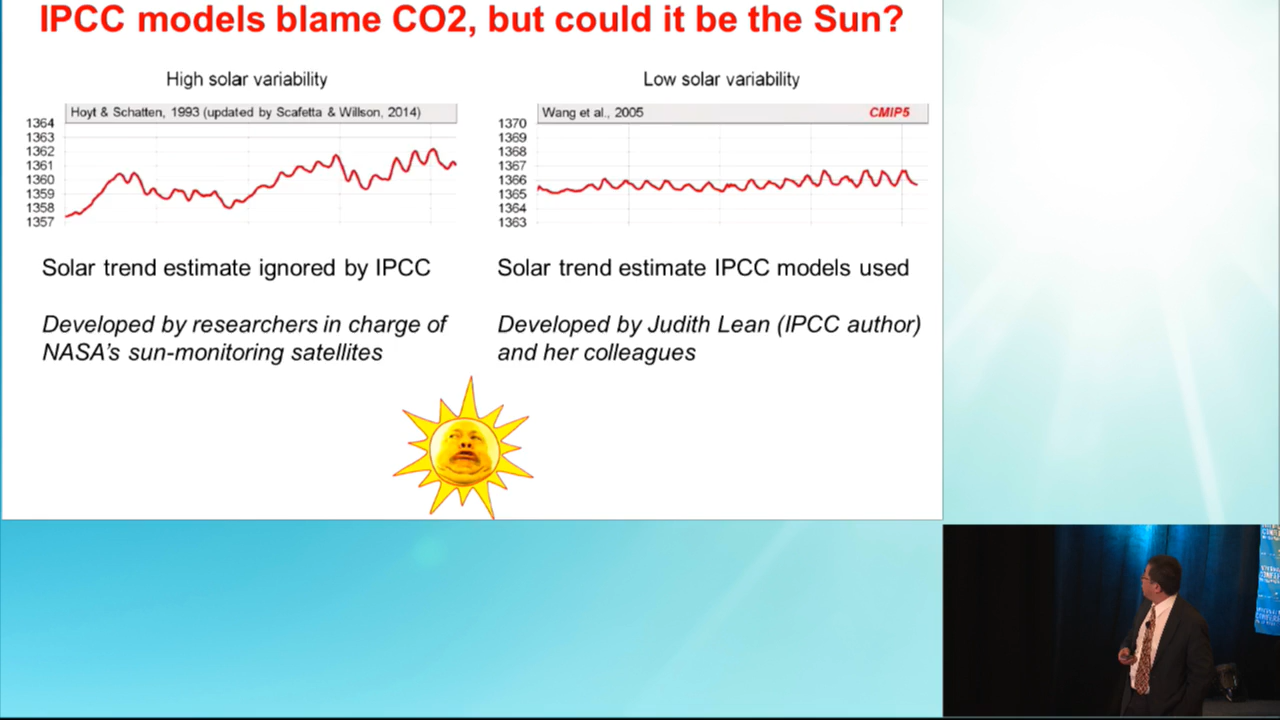 IPCC models blame CO2, but could it be the Sun?
High solar variability
Hoyt & Schatten, 1993 (updated by Scafetta & Willson, 2014)
1364
1363
1362
1361
1360
1359
1358
1357
Solar trend estimate ignored by IPCC
Developed by researchers in charge of
NASA's sun-monitoring satellites
Low solar variability
Wang et al., 2005 CMIP5
1370
1369
1368
1367
1366
1365
1364
1363
Solar trend estimate IPCC models used
Developed by Judith Lean (IPCC author)
and her colleagues